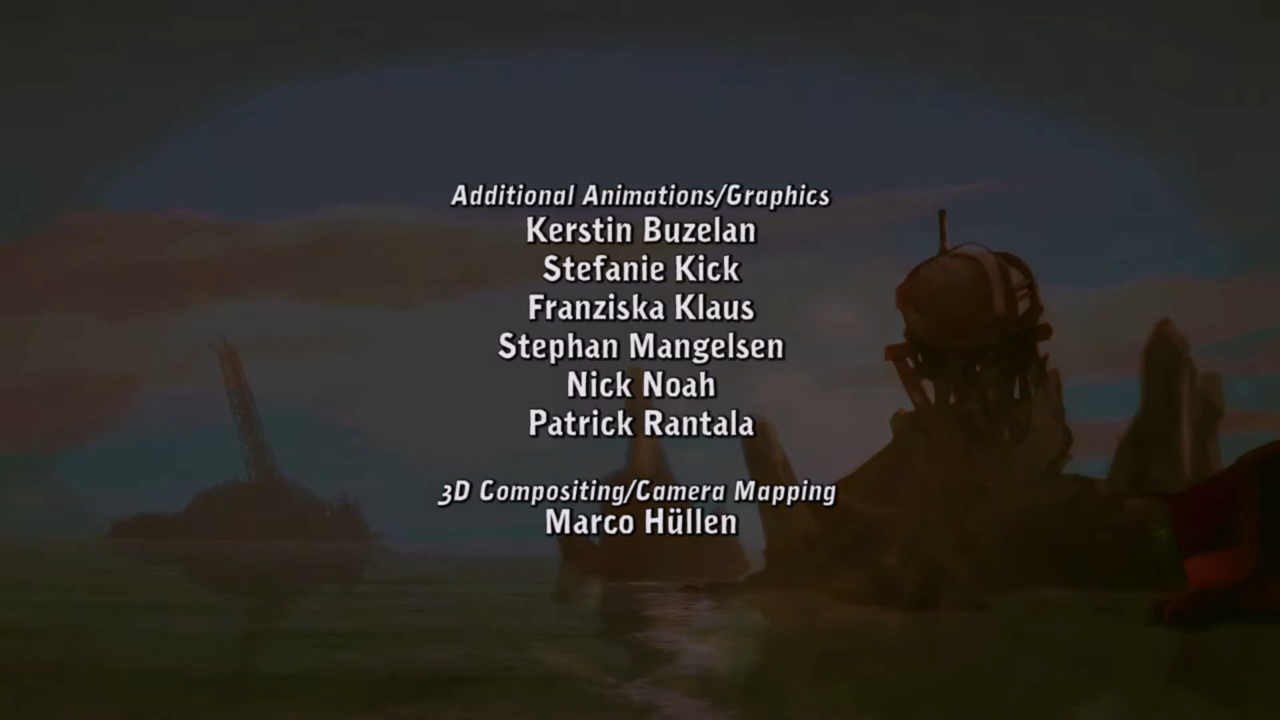 Additional Animations/Graphics
Kerstin Buzelan
Stefanie Kick
Franziska Klaus
Stephan Mangelsen
Nick Noah
Patrick Rantala
3D Compositing/Camera Mapping
Marco Hüllen